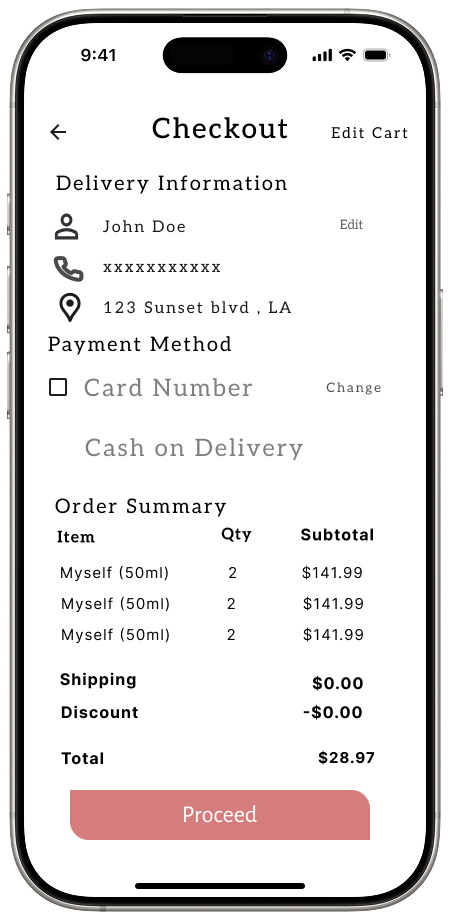 9:41
Checkout Edit Cart
Delivery Information
John Doe Edit
xxxxxxxxxxx
123 Sunset blvd , LA
Payment Method
Card Number Change
Cash on Delivery
Order Summary
Item Qty Subtotal
Myself (50ml) 2 $141.99
Myself (50ml) 2 $141.99
Myself (50ml) 2 $141.99
Shipping $0.00
Discount -$0.00
Total $28.97
Proceed